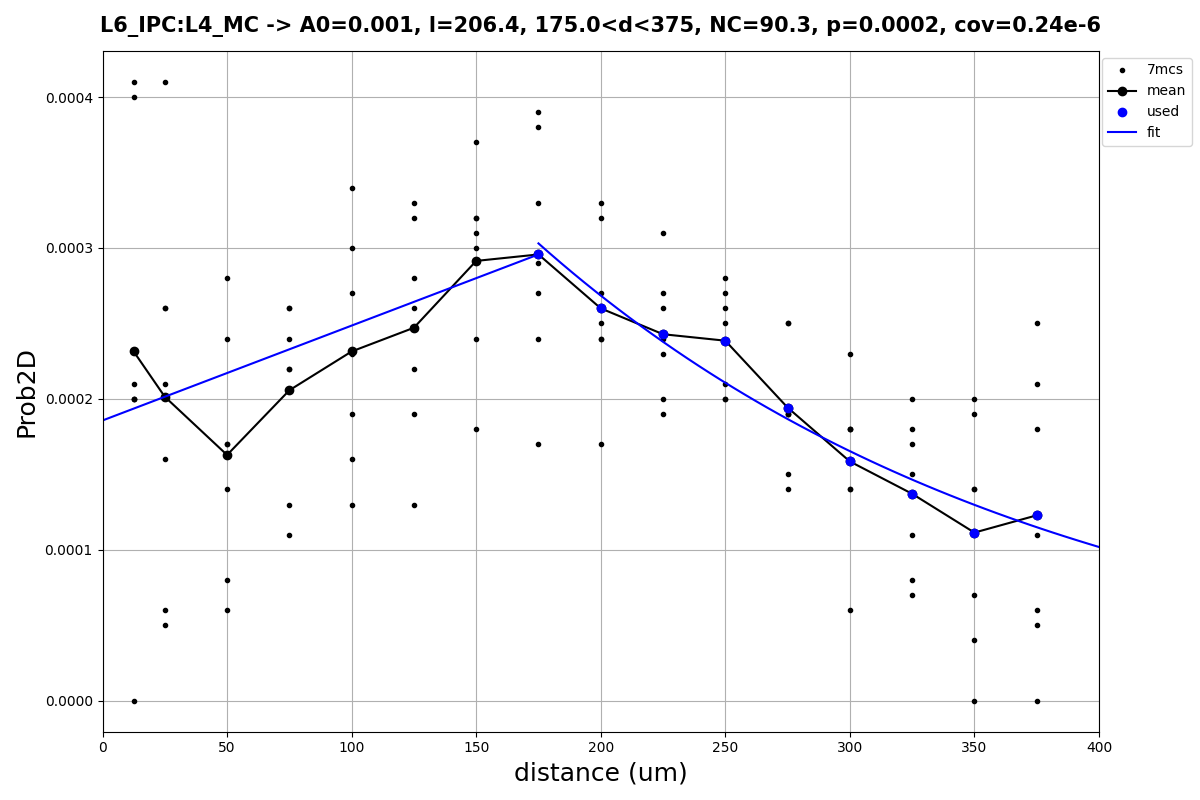 L6_IPC:L4_MC -> A0=0.001, l=206.4, 175.0<d<375, NC=90.3, p=0.0002, cov=0.24e-6
7mcs
mean
used
fit
Prob2D
0.0004
0.0003
0.0002
0.0001
0.0000
0 50 100 150 200 250 300 350 400
distance (um)